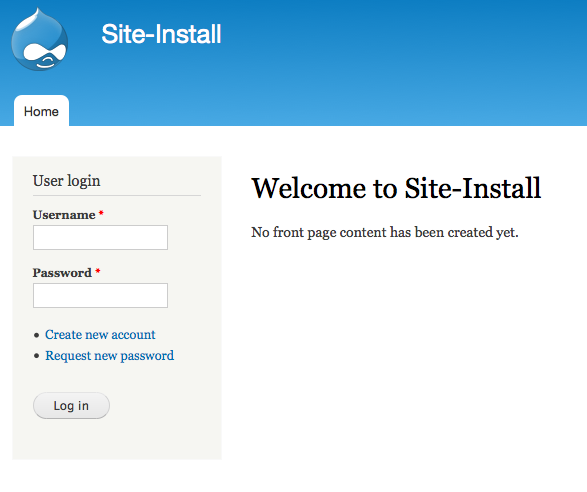 Site-Install
Home
User login
Username *
Password *
Create new account
Request new password
Log in
Welcome to Site-Install
No front page content has been created yet.